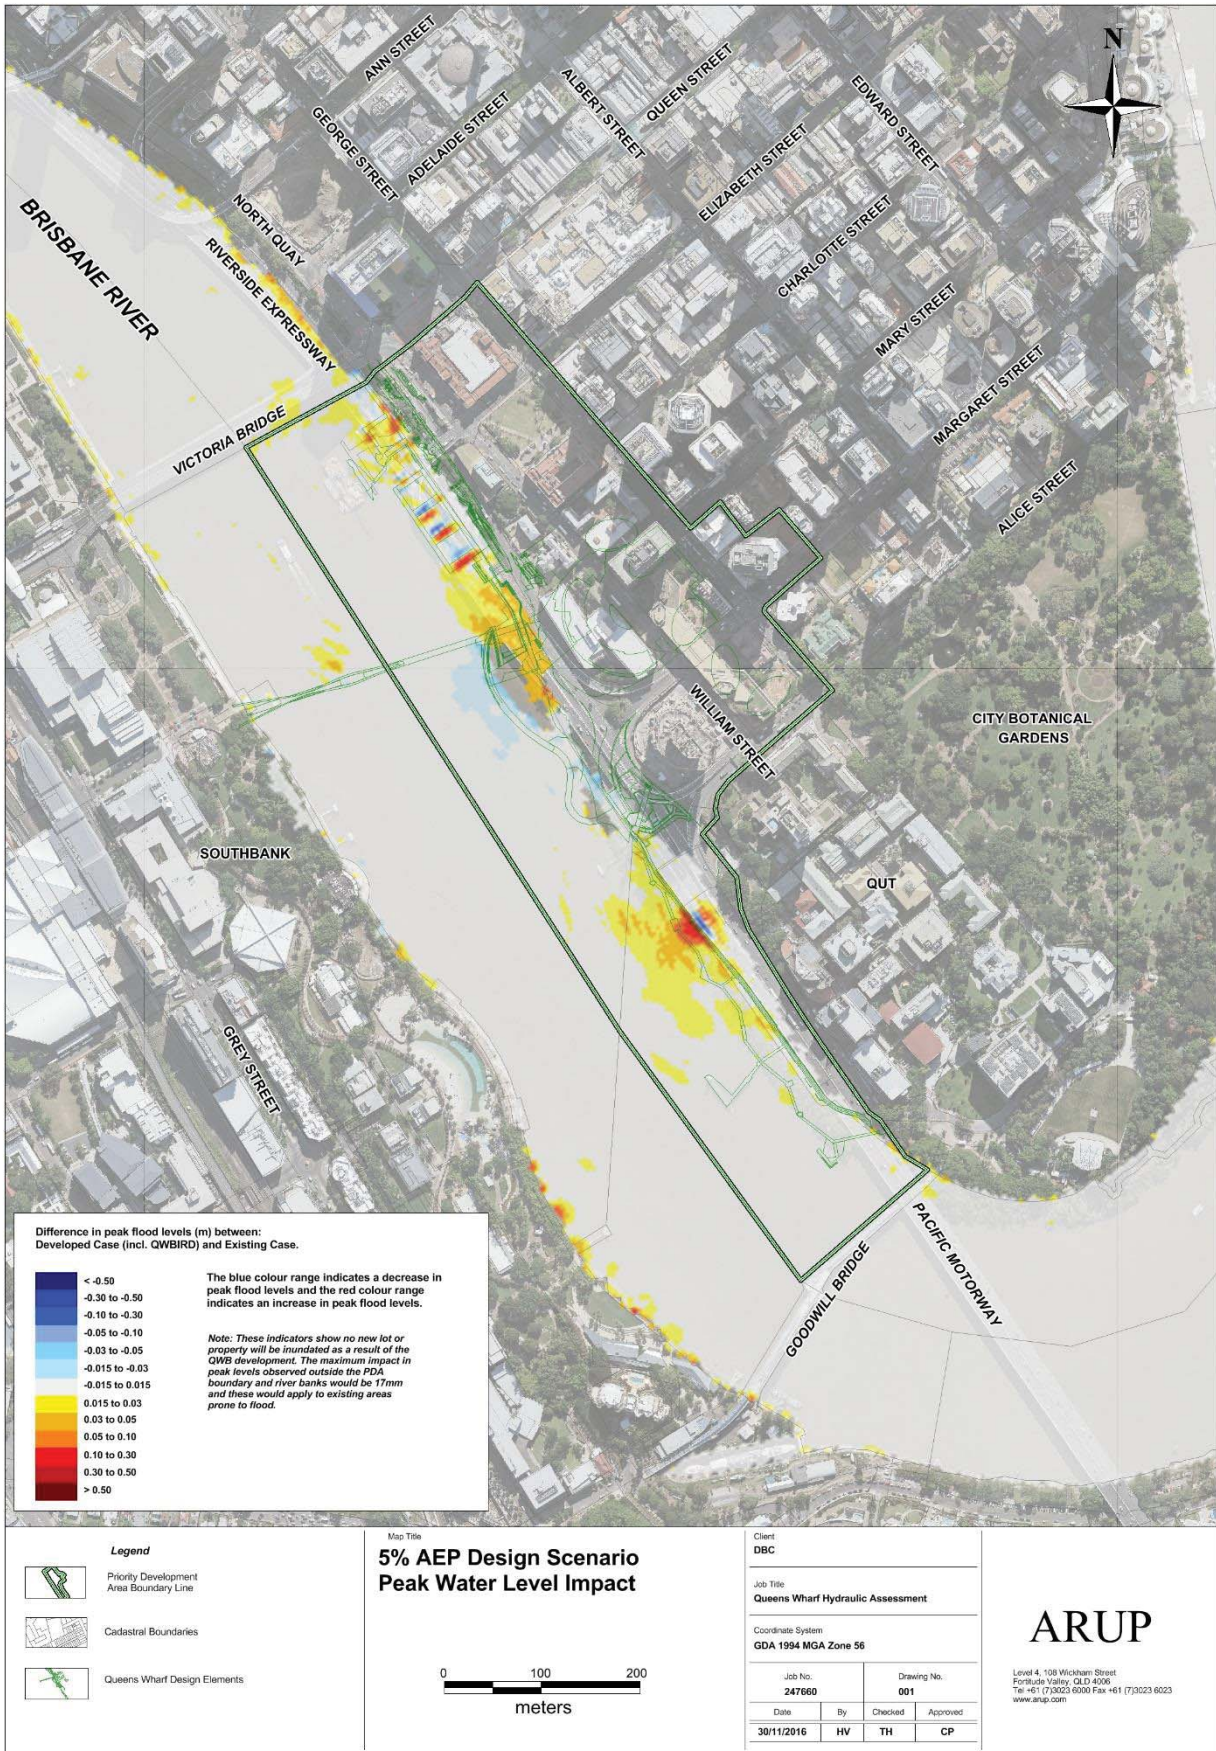 N
ANN STREET
ALBERT STREET
QUEEN STREET
EDWARD STREET
GEORGE STREET
ADELAIDE STREET
ELIZABETH STREET
NORTH QUAY
CHARLOTTE STREET
BRISBANE RIVER
RIVERSIDE EXPRESSWAY
MARY STREET
MARGARET STREET
VICTORIA BRIDGE
ALICE STREET
WILLIAM STREET
CITY BOTANICAL
GARDENS
SOUTHBANK
QUT
GREY STREET
PACIFIC MOTORWAY
GOODWILL BRIDGE
Difference in peak flood levels (m) between:
Developed Case (incl. QWBIRD) and Existing Case.
< -0.50
-0.30 to -0.50
-0.10 to -0.30
-0.05 to -0.10
-0.03 to -0.05
-0.015 to -0.03
-0.015 to 0.015
0.015 to 0.03
0.03 to 0.05
0.05 to 0.10
0.10 to 0.30
0.30 to 0.50
> 0.50
The blue colour range indicates a decrease in
peak flood levels and the red colour range
indicates an increase in peak flood levels.
Note: These indicators show no new lot or
property will be inundated as a result of the
QWB development. The maximum impact in
peak levels observed outside the PDA
boundary and river banks would be 17mm
and these would apply to existing areas
prone to flood.
Legend
Priority Development
Area Boundary Line
Cadastral Boundaries
Queens Wharf Design Elements
Map Title
5% AEP Design Scenario
Peak Water Level Impact
0 100 200
meters
Client
DBC
Job Title
Queens Wharf Hydraulic Assessment
Coordinate System
GDA 1994 MGA Zone 56
Job No. Drawing No.
247660 001
Date By Checked Approved
30/11/2016 HV TH CP
ARUP
Level 4, 108 Wickham Street
Fortitude Valley, QLD 4006
Tel +61 (7)3023 6000 Fax +61 (7)3023 6023
www.arup.com